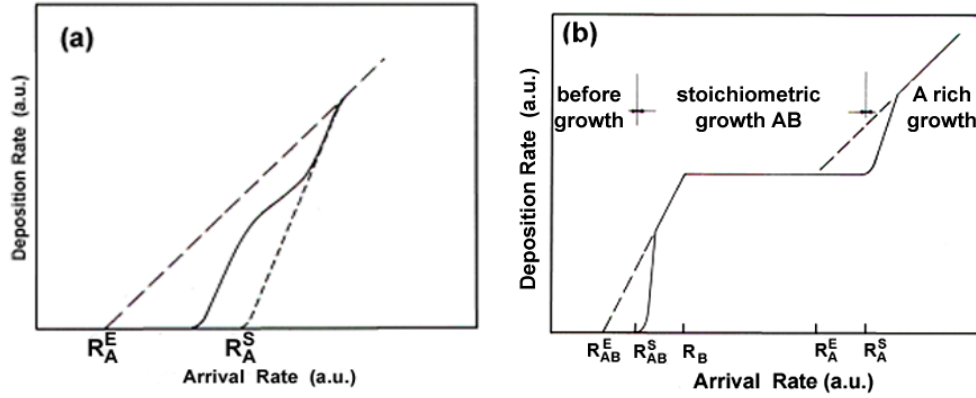 (a)
Deposition Rate (a.u.)
R_A^E
R_A^S
Arrival Rate (a.u.)
(b)
before
growth
stoichiometric
growth AB
A rich
growth
Deposition Rate (a.u.)
R_AB^E
R_AB^S
R_B
R_A^E
R_A^S
Arrival Rate (a.u.)